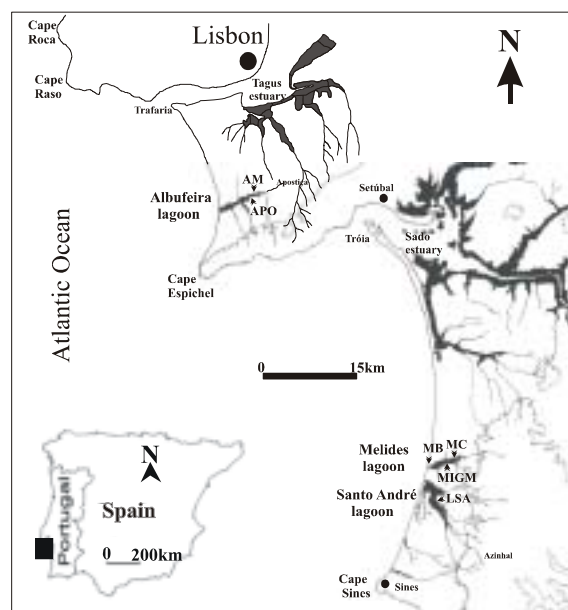 Cape
Roca
Lisbon
N
Cape
Raso
Tagus
estuary
Trafaria
AM
Apostiça
Albufeira
lagoon
APO
Setúbal
Tróia
Sado
estuary
Cape
Espichel
Atlantic Ocean
0 15km
MB MC
Melides
lagoon
MIGM
Santo André
lagoon
LSA
N
Portugal
Spain
0 200km
Azinhal
Cape
Sines
Sines